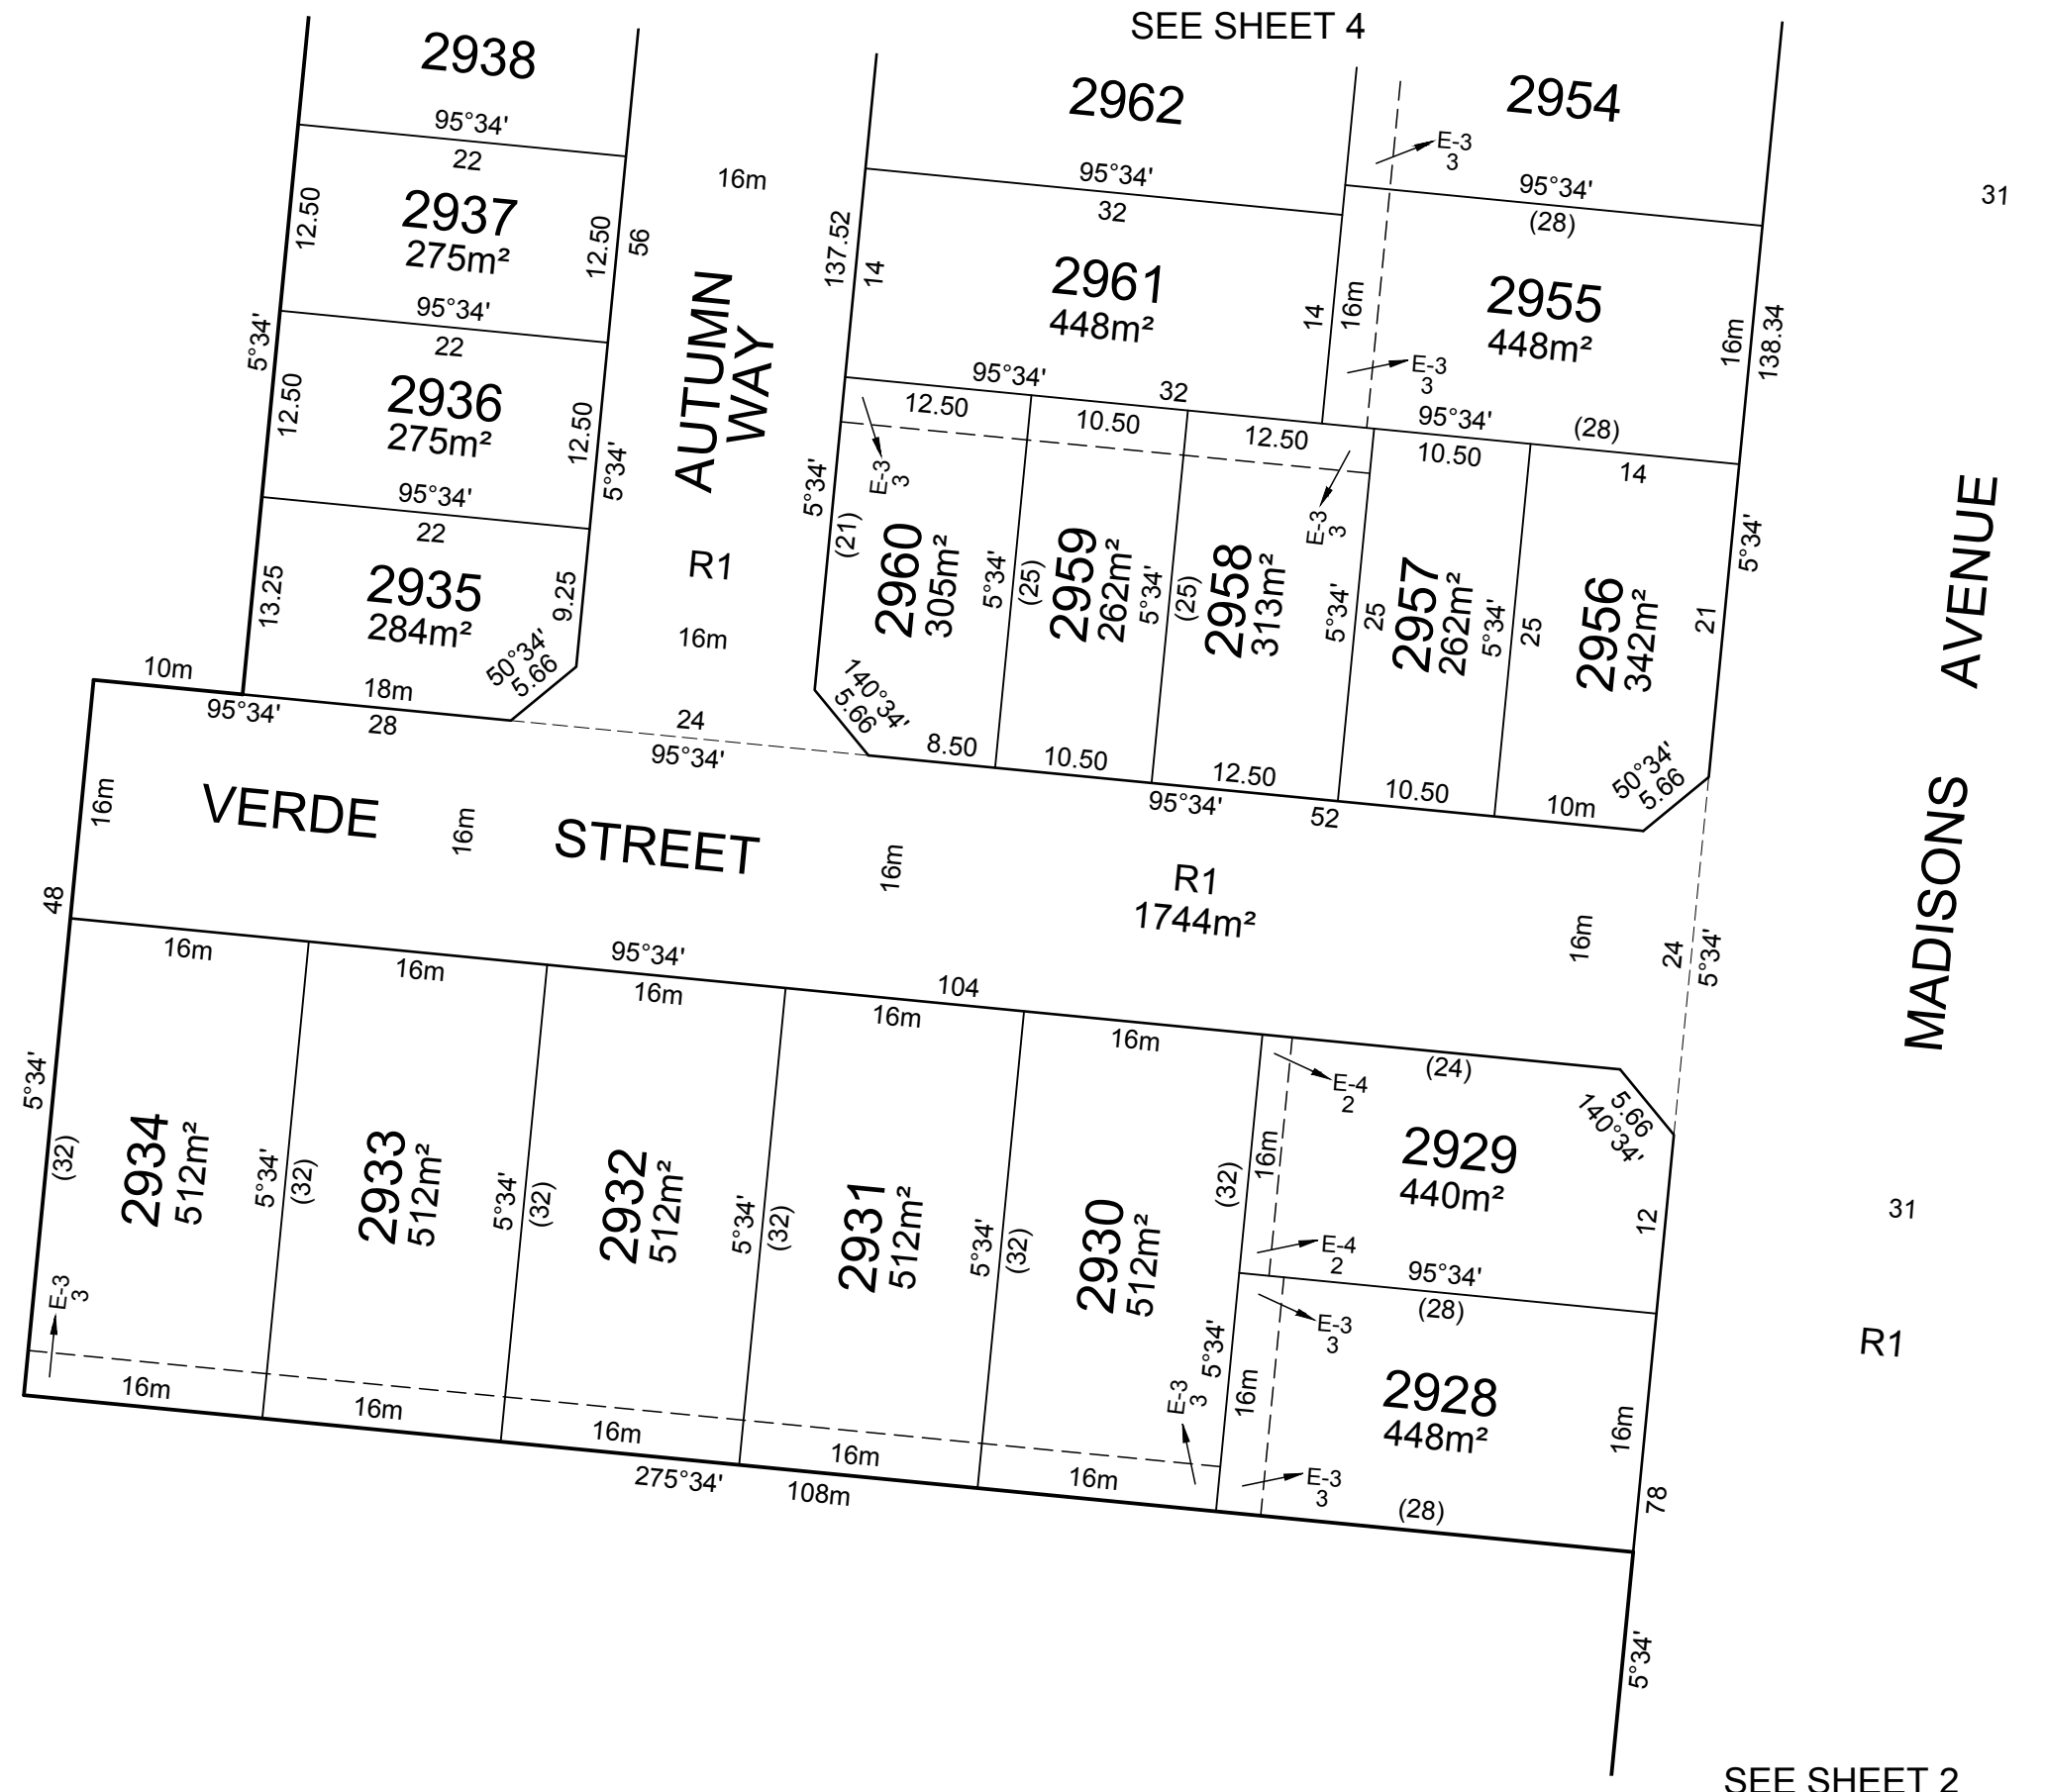 SEE SHEET 4
2938
95°34'
22
12.50
2937
275m²
12.50
56
5°34'
95°34'
22
12.50
2936
275m²
12.50
5°34'
95°34'
22
13.25
2935
284m²
9.25
50°34'
5.66
10m
18m
95°34'
28
16m
AUTUMN
WAY
R1
16m
24
95°34'
2962
95°34'
32
137.52
14
2961
448m²
14
95°34'
32
2954
E-3
3
95°34'
(28)
16m
2955
448m²
16m
138.34
E-3
3
95°34'
(28)
12.50
10.50
12.50
10.50
14
E-3
3
E-3
3
5°34'
(21)
2960
305m²
5°34'
(25)
2959
262m²
5°34'
(25)
2958
313m²
5°34'
25
2957
262m²
5°34'
25
2956
342m²
21
5°34'
140°34'
5.66
8.50
10.50
12.50
10.50
10m
50°34'
5.66
95°34'
52
31
MADISONS AVENUE
16m
VERDE STREET
16m
16m
R1
1744m²
16m
24
5°34'
48
16m
16m
95°34'
16m
104
16m
16m
(24)
5.66
140°34'
5°34'
(32)
2934
512m²
5°34'
(32)
2933
512m²
5°34'
(32)
2932
512m²
5°34'
(32)
2931
512m²
5°34'
(32)
2930
512m²
(32)
16m
E-4
2
2929
440m²
12
E-4
2
95°34'
(28)
E-3
3
5°34'
16m
2928
448m²
16m
E-3
3
(28)
E-3
3
E-3
3
16m
16m
16m
16m
16m
275°34'
108m
78
5°34'
31
R1
SEE SHEET 2